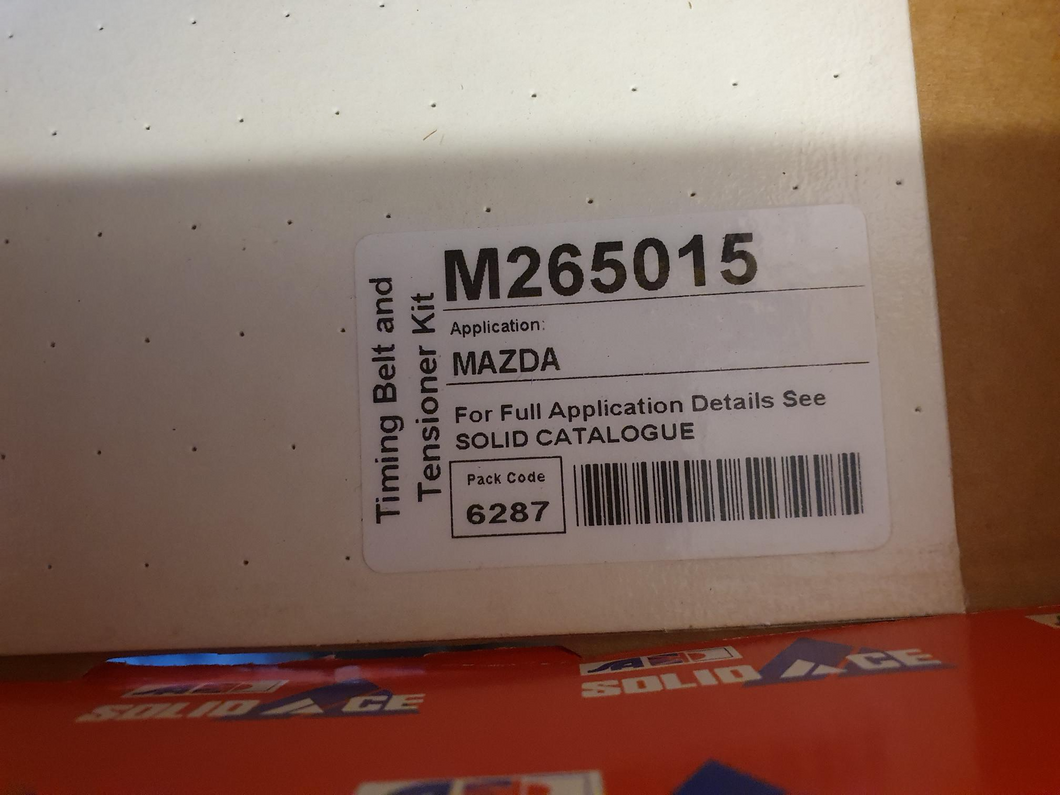 M265015
Timing Belt and
Tensioner Kit
Application:
MAZDA
For Full Application Details See
SOLID CATALOGUE
Pack Code
6287
SOLID ACE
SOLID ACE